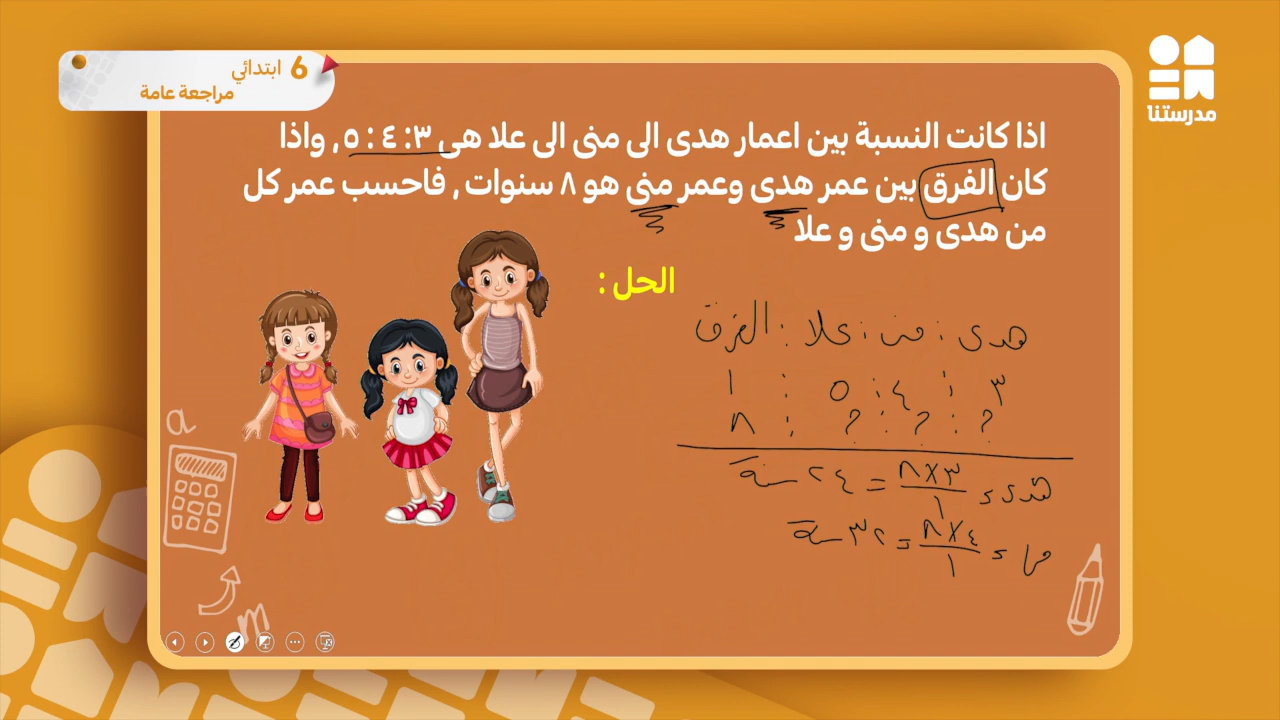 6 ابتدائي
مراجعة عامة
مدرستنا
اذا كانت النسبة بين اعمار هدى الى منى الى علا هى ٣: ٤ : ٥ , واذا
كان الفرق بين عمر هدى وعمر منى هو ٨ سنوات , فاحسب عمر كل
من هدى و منى و علا
الحل :
هدى : منى : علا : الفرق
٣ : ٤ : ٥ : ١
? : ? : ? : ٨
هدى = ٣×٨ / ١ = ٢٤ سنة
= ٤×٨ / ١ = ٣٢ سنة
a
m